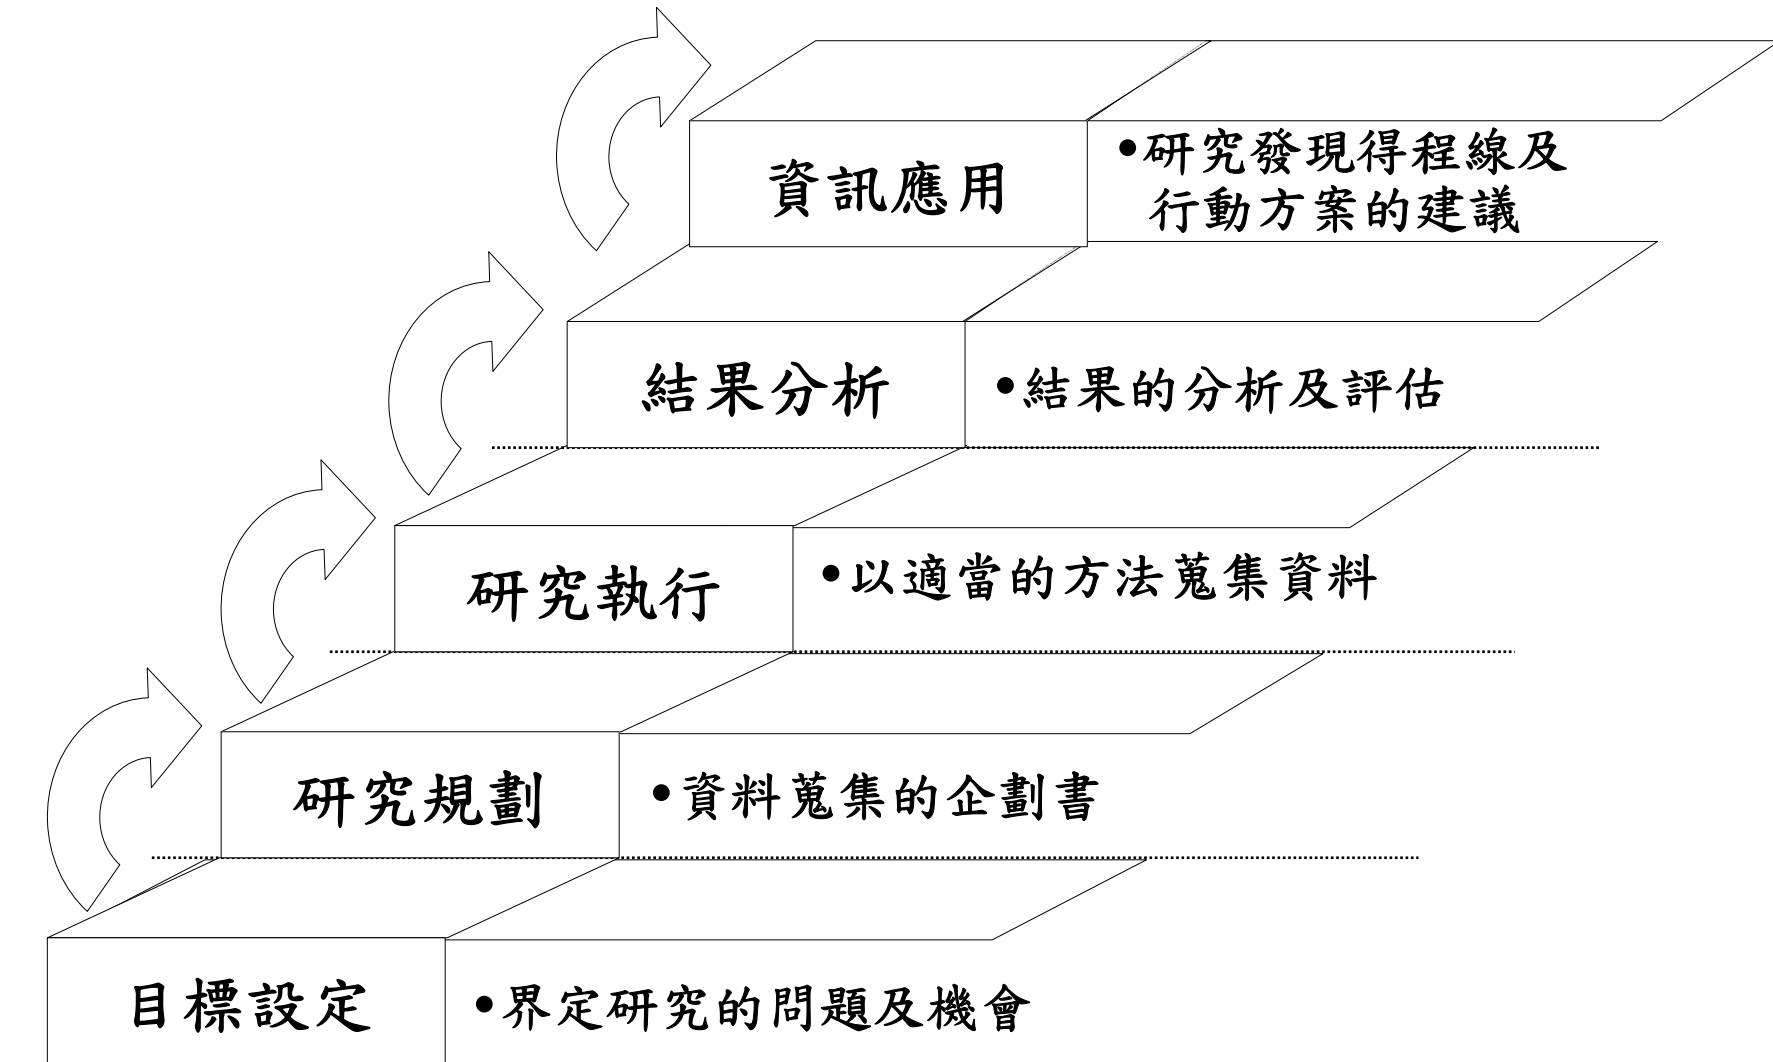 資訊應用
•研究發現得程線及
行動方案的建議
結果分析
•結果的分析及評估
研究執行
•以適當的方法蒐集資料
研究規劃
•資料蒐集的企劃書
目標設定
•界定研究的問題及機會